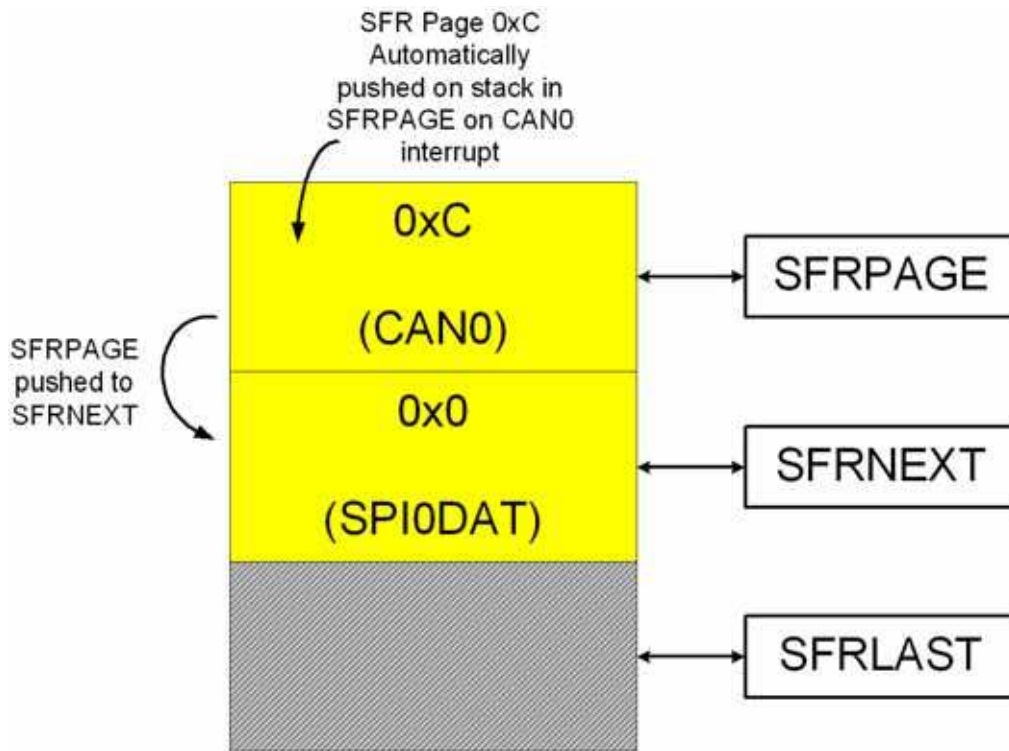 SFR Page 0xC
Automatically
pushed on stack in
SFRPAGE on CAN0
interrupt
0xC
(CAN0)
SFRPAGE
SFRPAGE
pushed to
SFRNEXT
0x0
(SPI0DAT)
SFRNEXT
SFRLAST